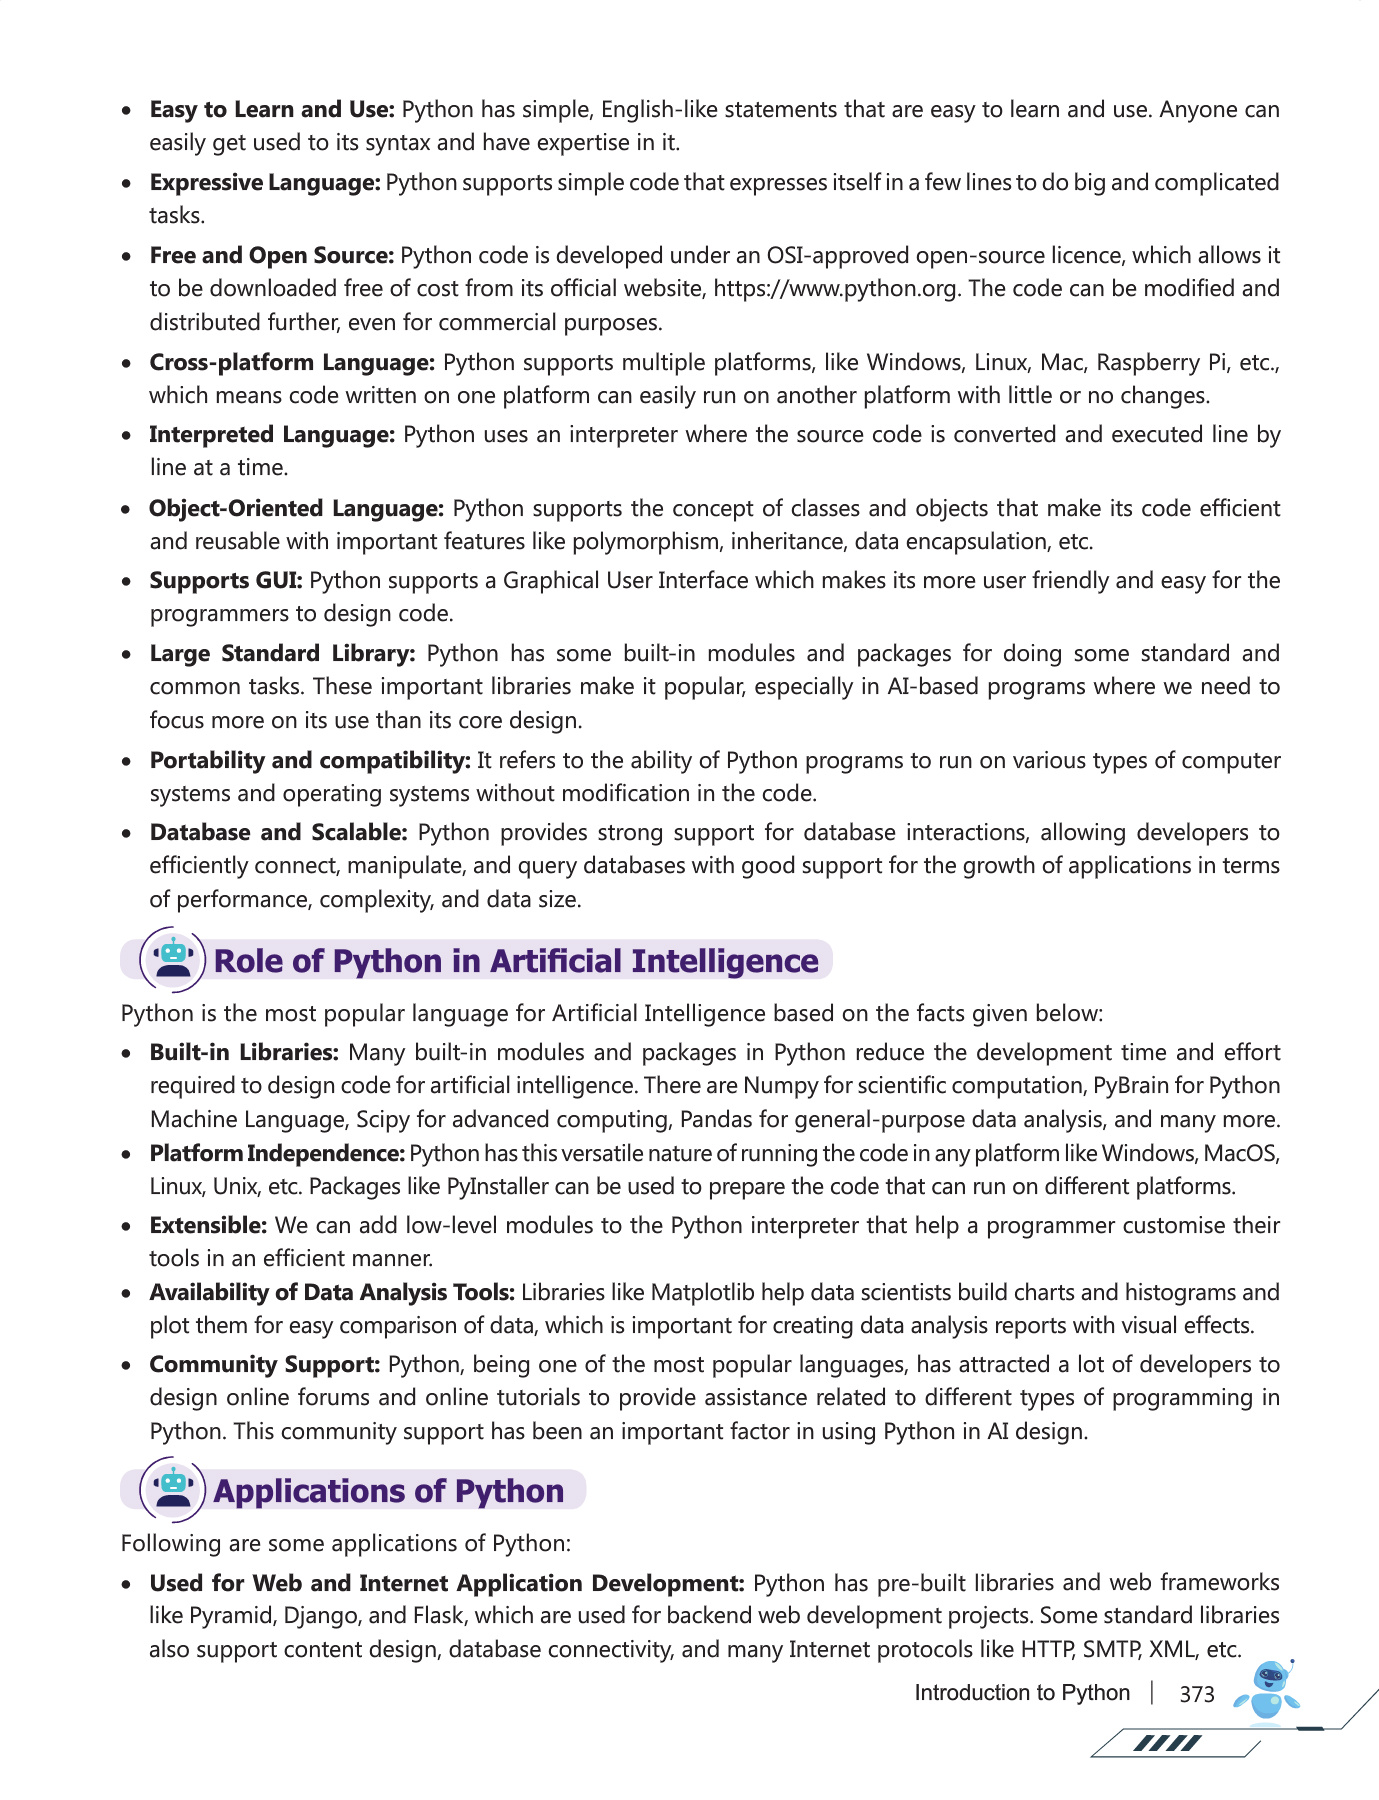 • Easy to Learn and Use: Python has simple, English-like statements that are easy to learn and use. Anyone can
easily get used to its syntax and have expertise in it.
• Expressive Language: Python supports simple code that expresses itself in a few lines to do big and complicated
tasks.
• Free and Open Source: Python code is developed under an OSI-approved open-source licence, which allows it
to be downloaded free of cost from its official website, https://www.python.org. The code can be modified and
distributed further, even for commercial purposes.
• Cross-platform Language: Python supports multiple platforms, like Windows, Linux, Mac, Raspberry Pi, etc.,
which means code written on one platform can easily run on another platform with little or no changes.
• Interpreted Language: Python uses an interpreter where the source code is converted and executed line by
line at a time.
• Object-Oriented Language: Python supports the concept of classes and objects that make its code efficient
and reusable with important features like polymorphism, inheritance, data encapsulation, etc.
• Supports GUI: Python supports a Graphical User Interface which makes its more user friendly and easy for the
programmers to design code.
• Large Standard Library: Python has some built-in modules and packages for doing some standard and
common tasks. These important libraries make it popular, especially in AI-based programs where we need to
focus more on its use than its core design.
• Portability and compatibility: It refers to the ability of Python programs to run on various types of computer
systems and operating systems without modification in the code.
• Database and Scalable: Python provides strong support for database interactions, allowing developers to
efficiently connect, manipulate, and query databases with good support for the growth of applications in terms
of performance, complexity, and data size.
Role of Python in Artificial Intelligence
Python is the most popular language for Artificial Intelligence based on the facts given below:
• Built-in Libraries: Many built-in modules and packages in Python reduce the development time and effort
required to design code for artificial intelligence. There are Numpy for scientific computation, PyBrain for Python
Machine Language, Scipy for advanced computing, Pandas for general-purpose data analysis, and many more.
• Platform Independence: Python has this versatile nature of running the code in any platform like Windows, MacOS,
Linux, Unix, etc. Packages like PyInstaller can be used to prepare the code that can run on different platforms.
• Extensible: We can add low-level modules to the Python interpreter that help a programmer customise their
tools in an efficient manner.
• Availability of Data Analysis Tools: Libraries like Matplotlib help data scientists build charts and histograms and
plot them for easy comparison of data, which is important for creating data analysis reports with visual effects.
• Community Support: Python, being one of the most popular languages, has attracted a lot of developers to
design online forums and online tutorials to provide assistance related to different types of programming in
Python. This community support has been an important factor in using Python in AI design.
Applications of Python
Following are some applications of Python:
• Used for Web and Internet Application Development: Python has pre-built libraries and web frameworks
like Pyramid, Django, and Flask, which are used for backend web development projects. Some standard libraries
also support content design, database connectivity, and many Internet protocols like HTTP, SMTP, XML, etc.
Introduction to Python | 373